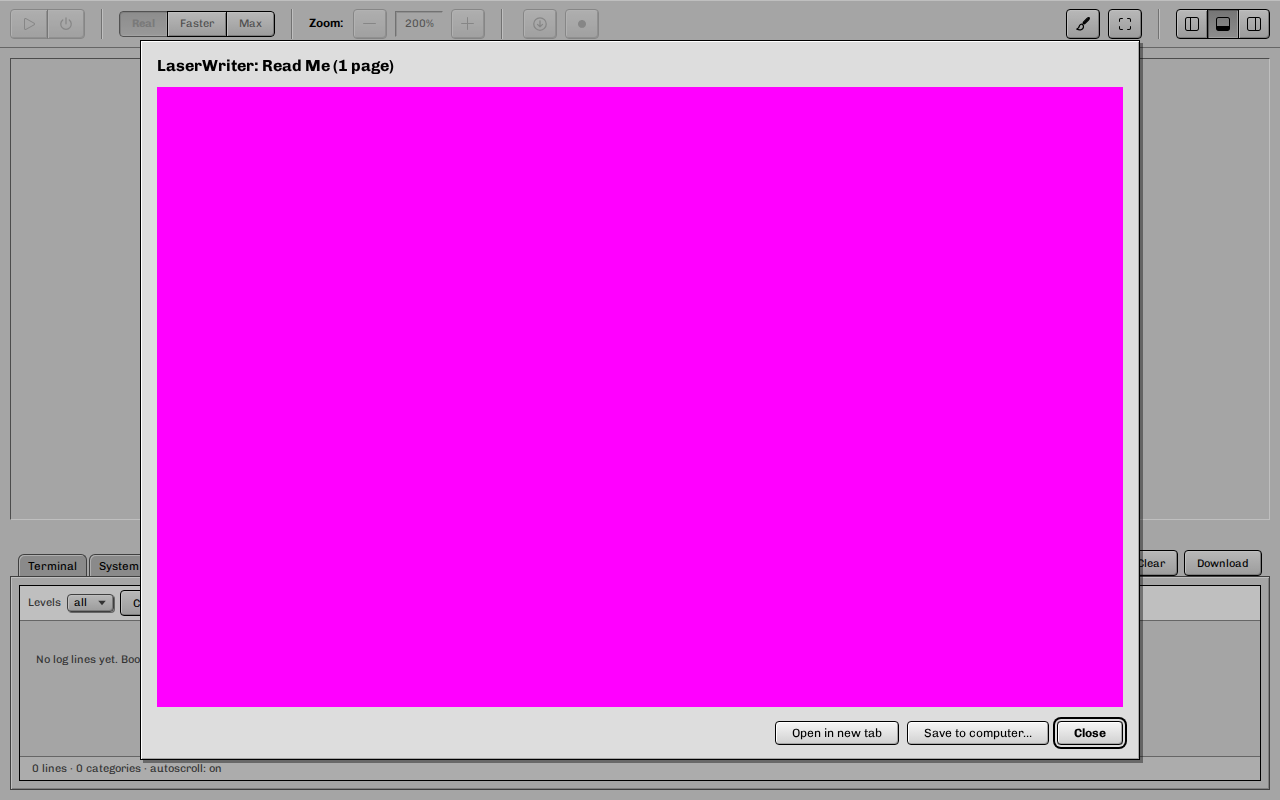 Real Faster Max Zoom: 200%
LaserWriter: Read Me (1 page)
Terminal System Clear Download
Levels all
No log lines yet.
Open in new tab Save to computer... Close
0 lines · 0 categories · autoscroll: on